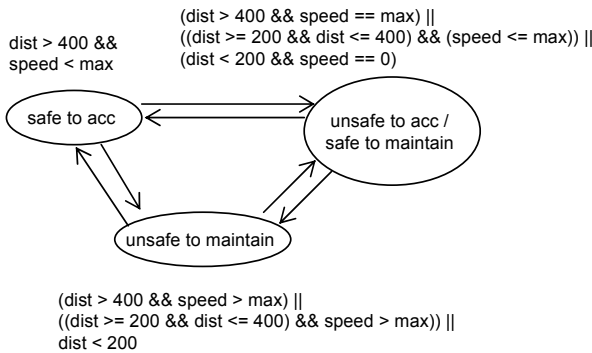 dist > 400 &&
speed < max
(dist > 400 && speed == max) ||
((dist >= 200 && dist <= 400) && (speed <= max)) ||
(dist < 200 && speed == 0)
safe to acc
unsafe to acc /
safe to maintain
unsafe to maintain
(dist > 400 && speed > max) ||
((dist >= 200 && dist <= 400) && speed > max)) ||
dist < 200